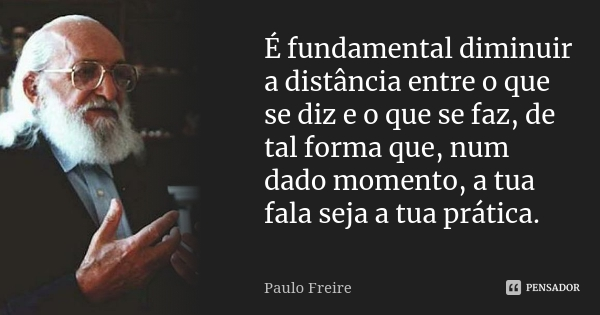 É fundamental diminuir
a distância entre o que
se diz e o que se faz, de
tal forma que, num
dado momento, a tua
fala seja a tua prática.
Paulo Freire
PENSADOR